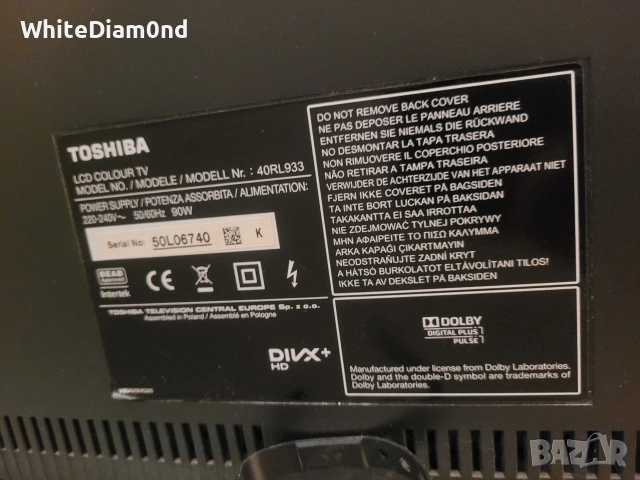 WhiteDiam0nd
TOSHIBA
LCD COLOUR TV
MODEL NO. / MODELE / MODELL Nr. : 40RL933
POWER SUPPLY / POTENZA ASSORBITA / ALIMENTATION:
220-240V~ 50/60Hz 90W
Serial No: 50L06740 K
BEAB
Approved
Intertek
CE
TOSHIBA TELEVISION CENTRAL EUROPE Sp. z o.o.
Assembled in Poland / Assemblé en Pologne
DIVX+
HD
DO NOT REMOVE BACK COVER
NE PAS DEPOSER LE PANNEAU ARRIERE
ENTFERNEN SIE NIEMALS DIE RÜCKWAND
NO DESMONTAR LA TAPA TRASERA
NON RIMUOVERE IL COPERCHIO POSTERIORE
NÃO RETIRAR A TAMPA TRASEIRA
VERWIJDER DE ACHTERZIJDE VAN HET APPARAAT NIET
FJERN IKKE COVERET PÅ BAGSIDEN
TA INTE BORT LUCKAN PÅ BAKSIDAN
TAKAKANTTA EI SAA IRROTTAA
NIE ZDEJMOWAĆ TYLNEJ POKRYWY
ΜΗΝ ΑΦΑΙΡΕΙΤΕ ΤΟ ΠΙΣΩ ΚΑΛΥΜΜΑ
ARKA KAPAĞI ÇIKARTMAYIN
NEODSTRAŇUJTE ZADNÍ KRYT
A HÁTSÓ BURKOLATOT ELTÁVOLÍTANI TILOS!
IKKE TA AV DEKSLET PÅ BAKSIDEN
DOLBY
DIGITAL PLUS
PULSE
Manufactured under license from Dolby Laboratories.
Dolby and the double-D symbol are trademarks of
Dolby Laboratories.
BAZAR